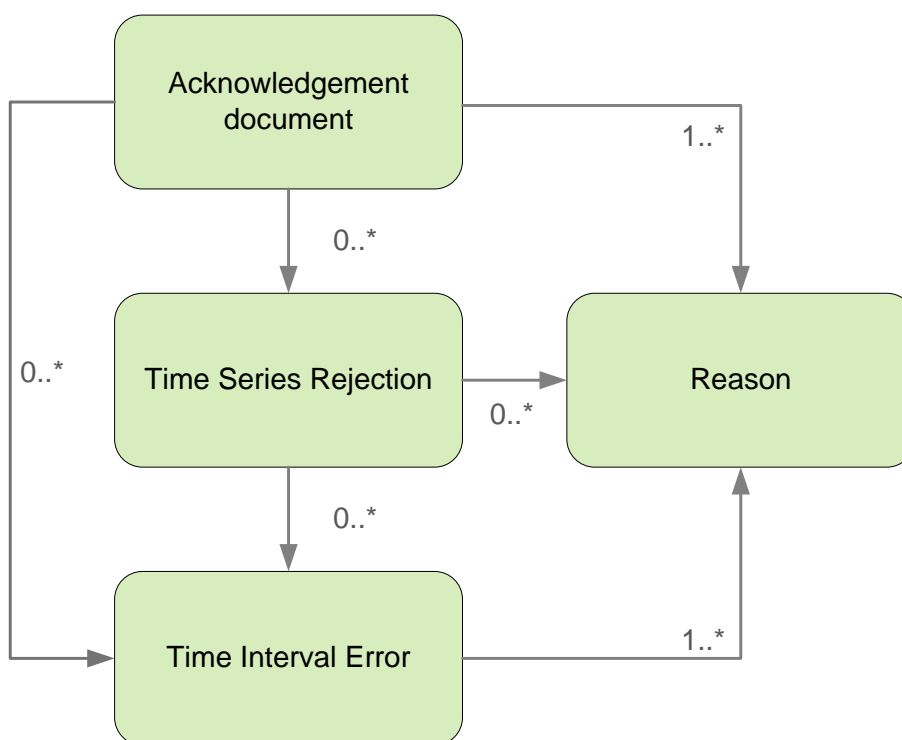 Acknowledgement
document
1..*
0..*
0..*
Time Series Rejection
Reason
0..*
0..*
1..*
Time Interval Error